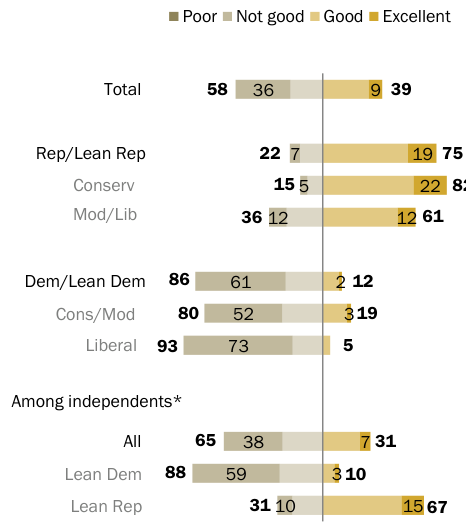 Poor Not good Good Excellent
Total 58 36 9 39
Rep/Lean Rep 22 7 19 75
Conserv 15 5 22 82
Mod/Lib 36 12 12 61
Dem/Lean Dem 86 61 2 12
Cons/Mod 80 52 3 19
Liberal 93 73 5
Among independents*
All 65 38 7 31
Lean Dem 88 59 3 10
Lean Rep 31 10 15 67